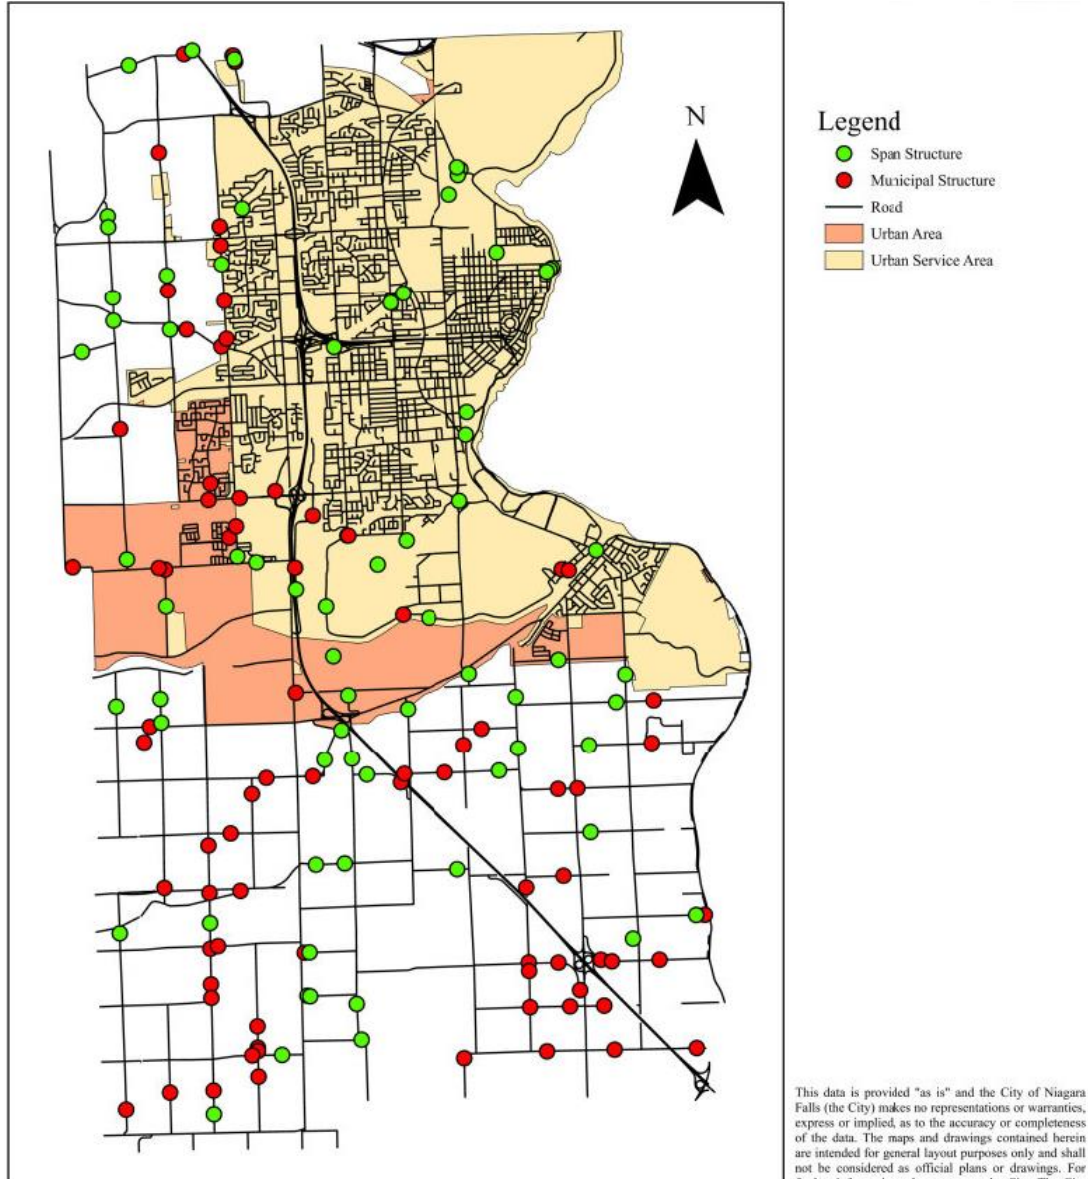 N
Legend
Span Structure
Municipal Structure
Road
Urban Area
Urban Service Area
This data is provided "as is" and the City of Niagara
Falls (the City) makes no representations or warranties,
express or implied, as to the accuracy or completeness
of the data. The maps and drawings contained herein
are intended for general layout purposes only and shall
not be considered as official plans or drawings. For